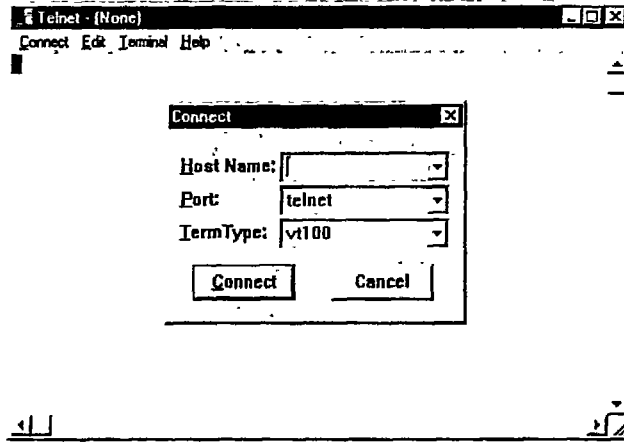 Telnet - (None)
Connect Edit Terminal Help
Connect
Host Name:
Port: telnet
TermType: vt100
Connect Cancel